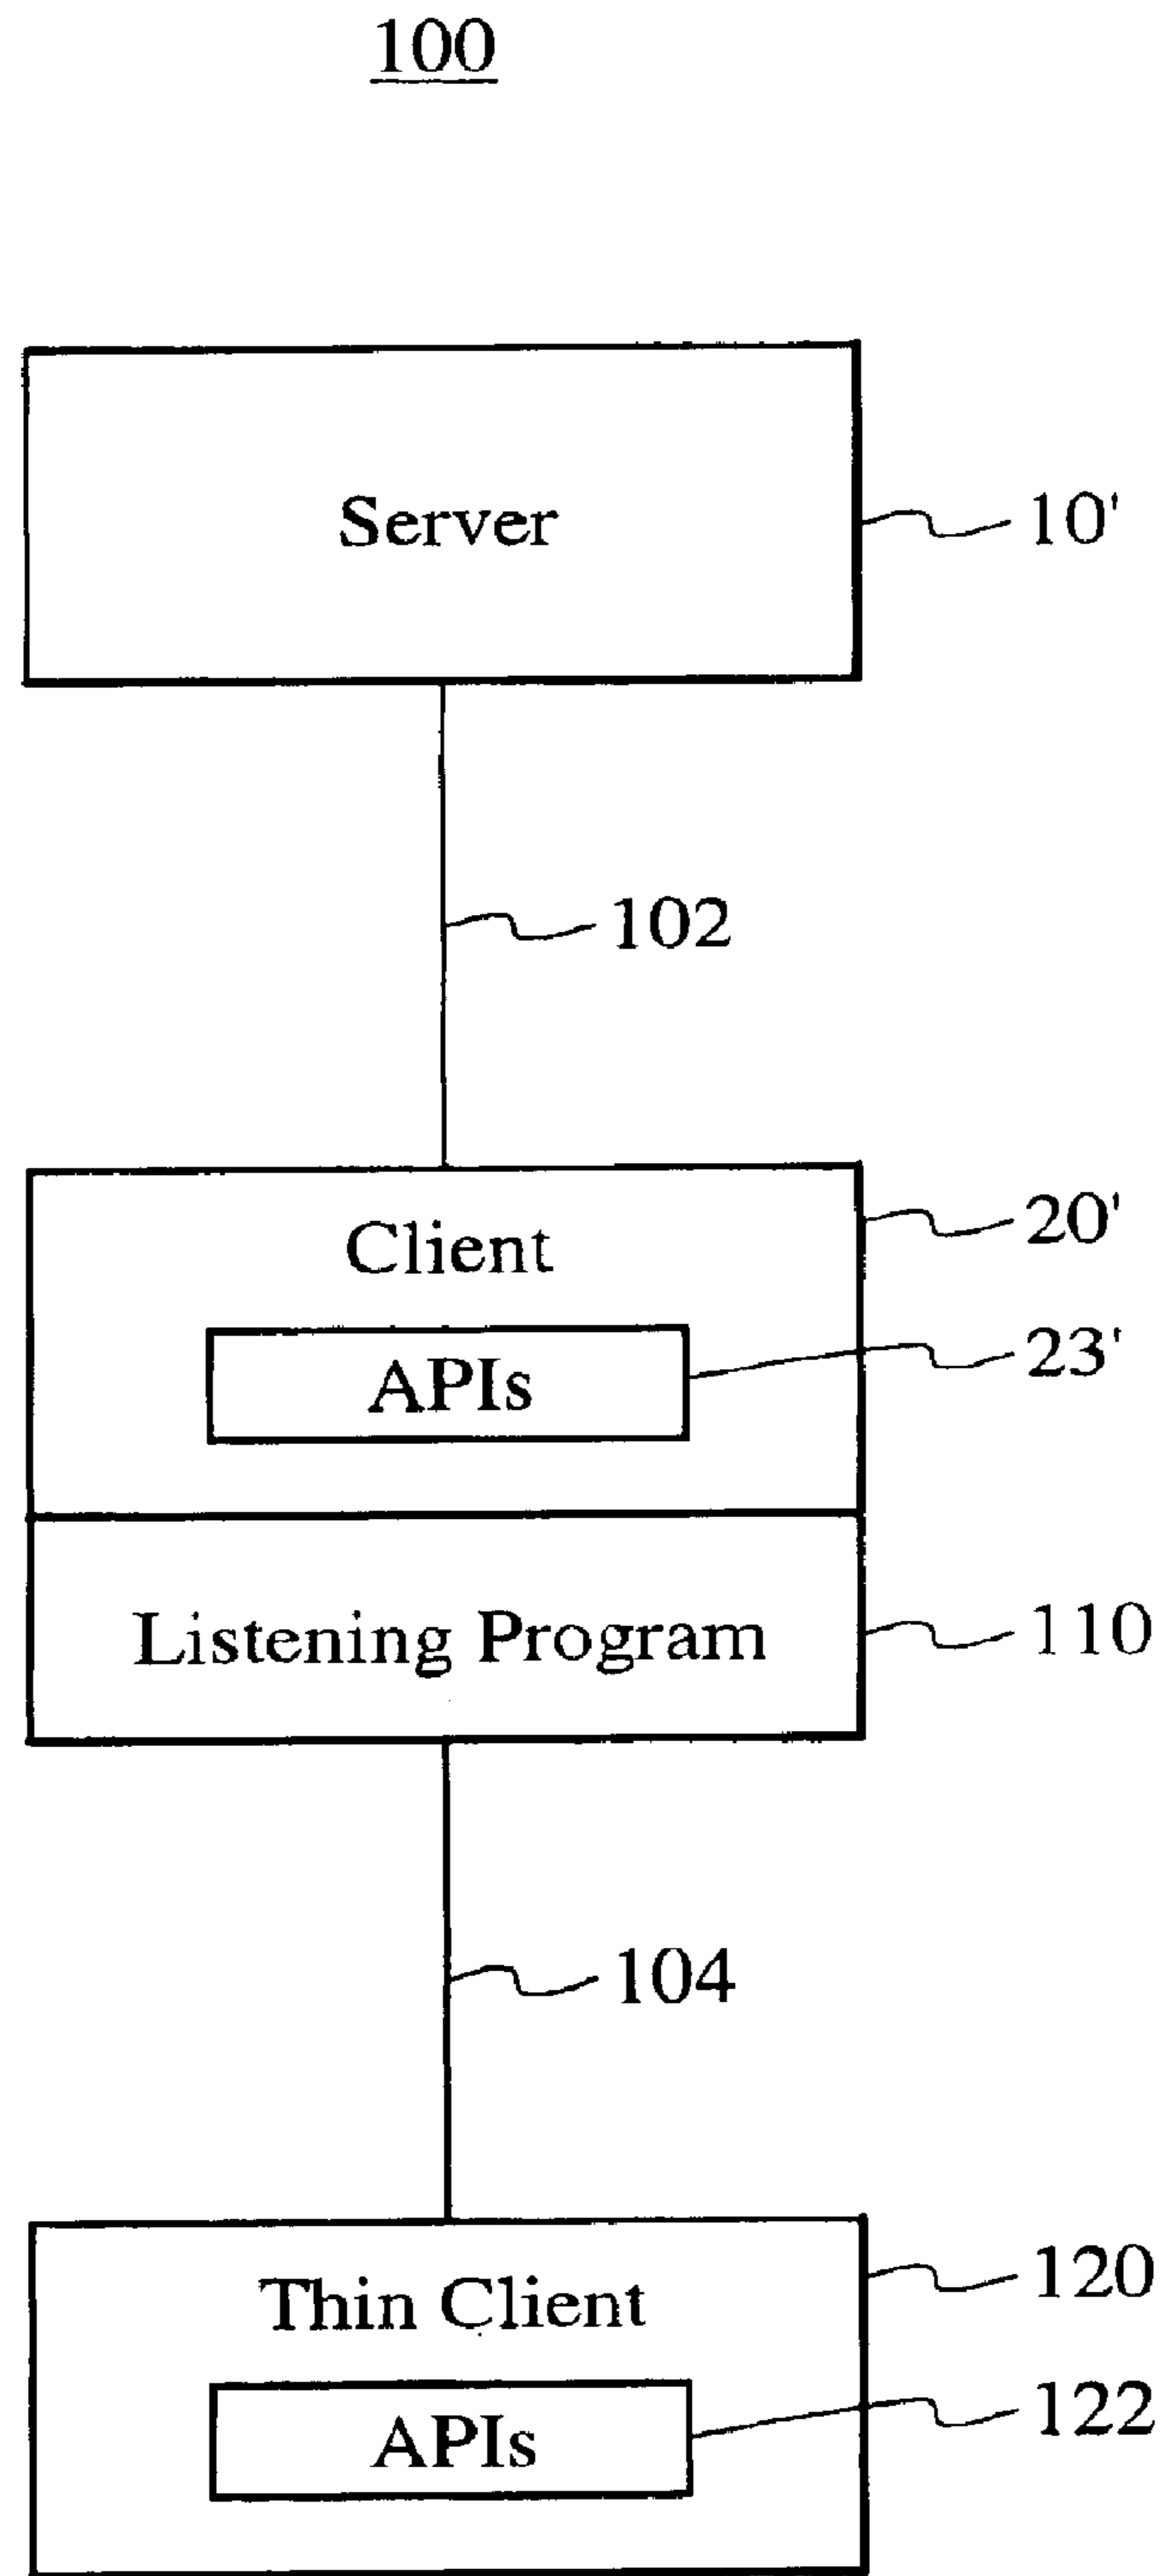 100
Server
10'
102
Client
20'
APIs
23'
Listening Program
110
104
Thin Client
120
APIs
122